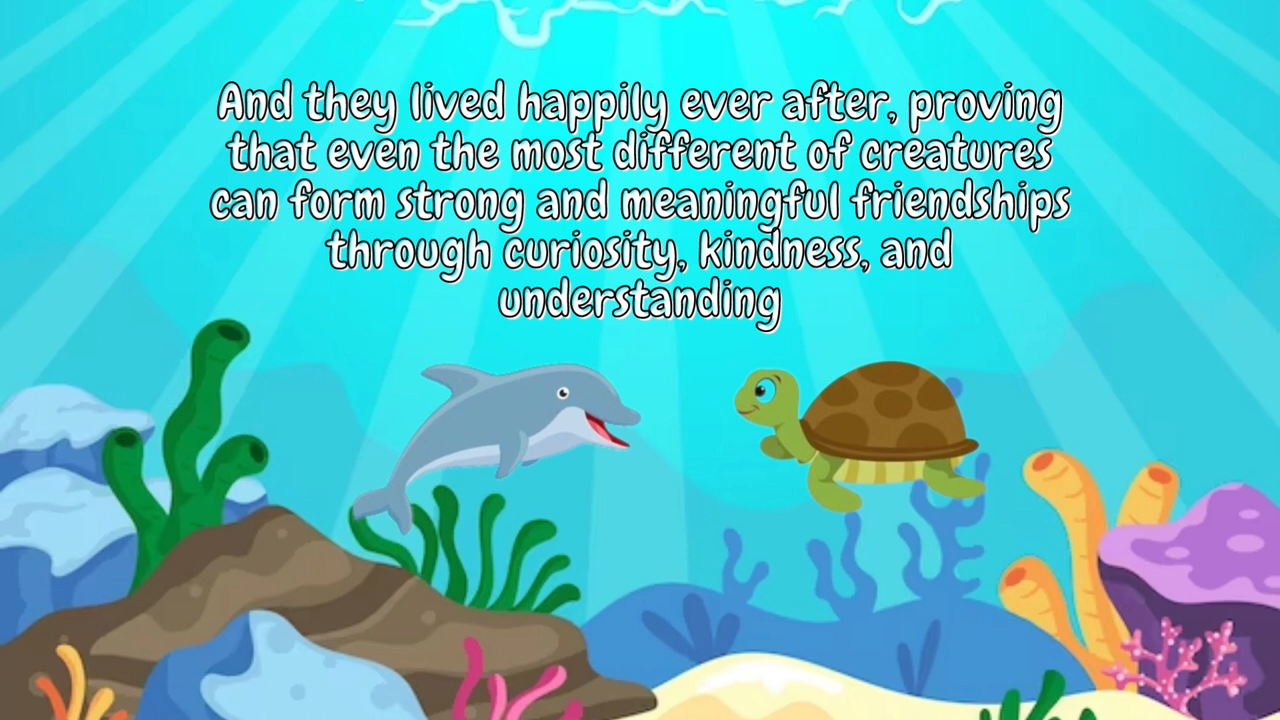 And they lived happily ever after, proving
that even the most different of creatures
can form strong and meaningful friendships
through curiosity, kindness, and
understanding